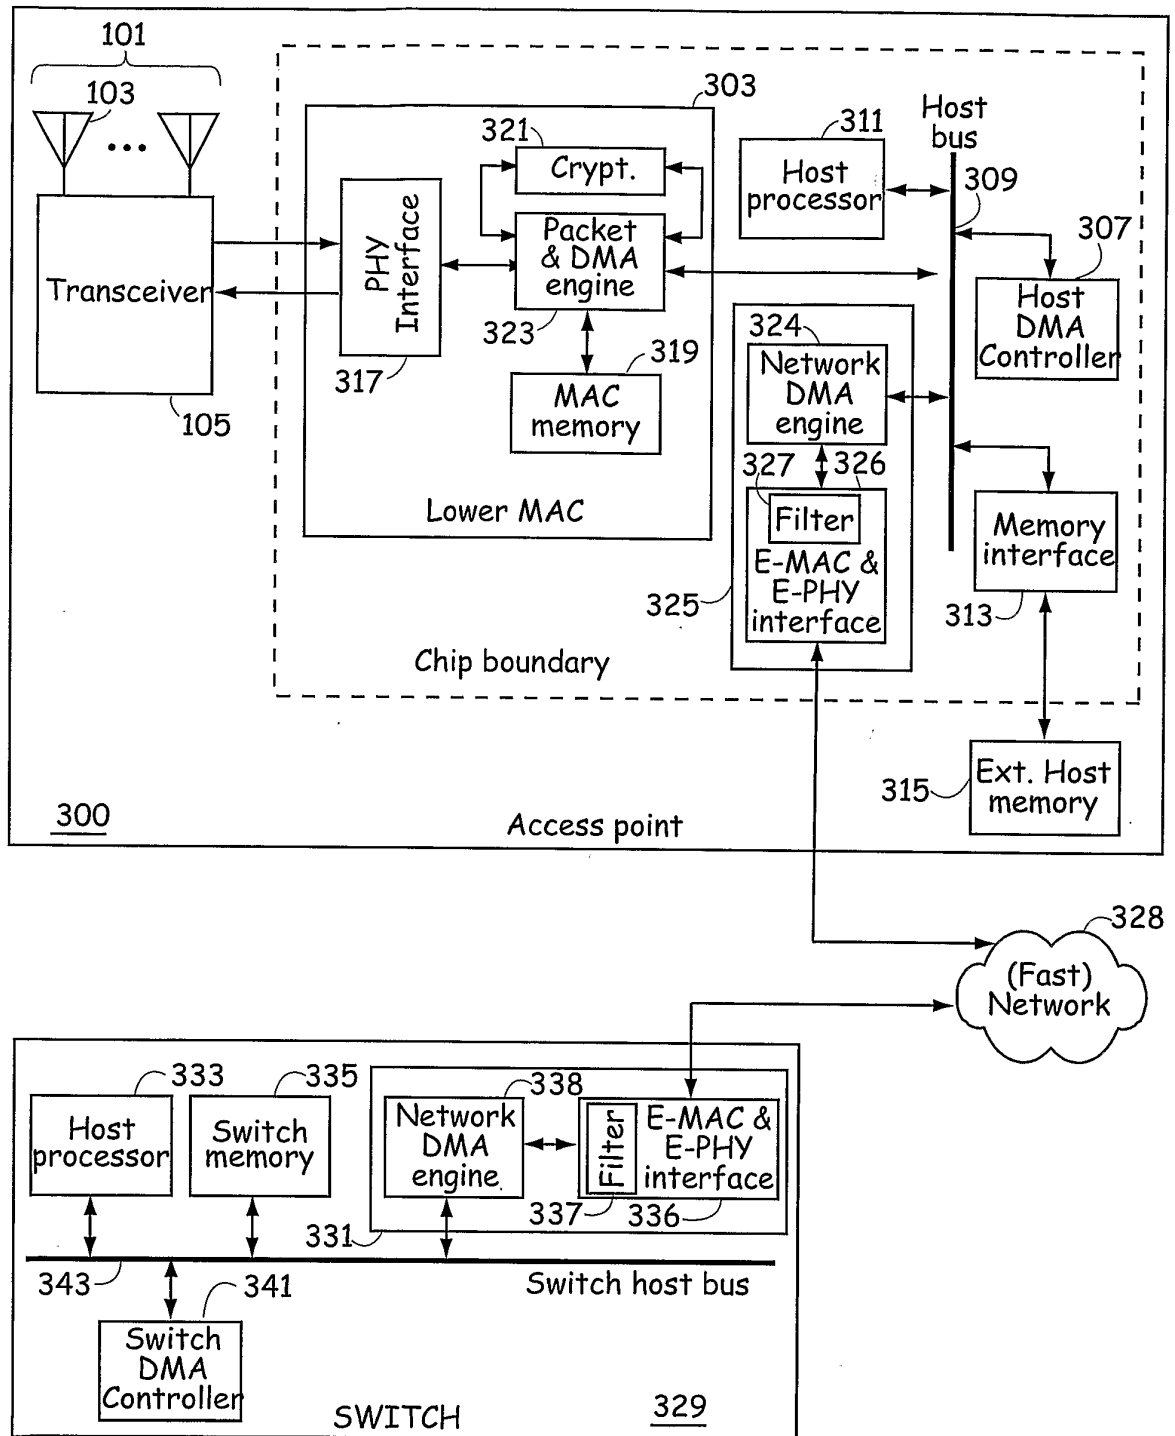 101
103
303
321
Crypt.
311
Host
processor
Host
bus
309
307
Host
DMA
Controller
Transceiver
105
PHY
Interface
317
Packet
& DMA
engine
323
319
MAC
memory
Lower MAC
324
Network
DMA
engine
327
326
Filter
E-MAC &
E-PHY
interface
325
Memory
interface
313
Chip boundary
315
Ext. Host
memory
300
Access point
328
(Fast)
Network
333
Host
processor
335
Switch
memory
338
Network
DMA
engine
Filter
E-MAC &
E-PHY
interface
337
336
331
343
Switch host bus
341
Switch
DMA
Controller
SWITCH
329